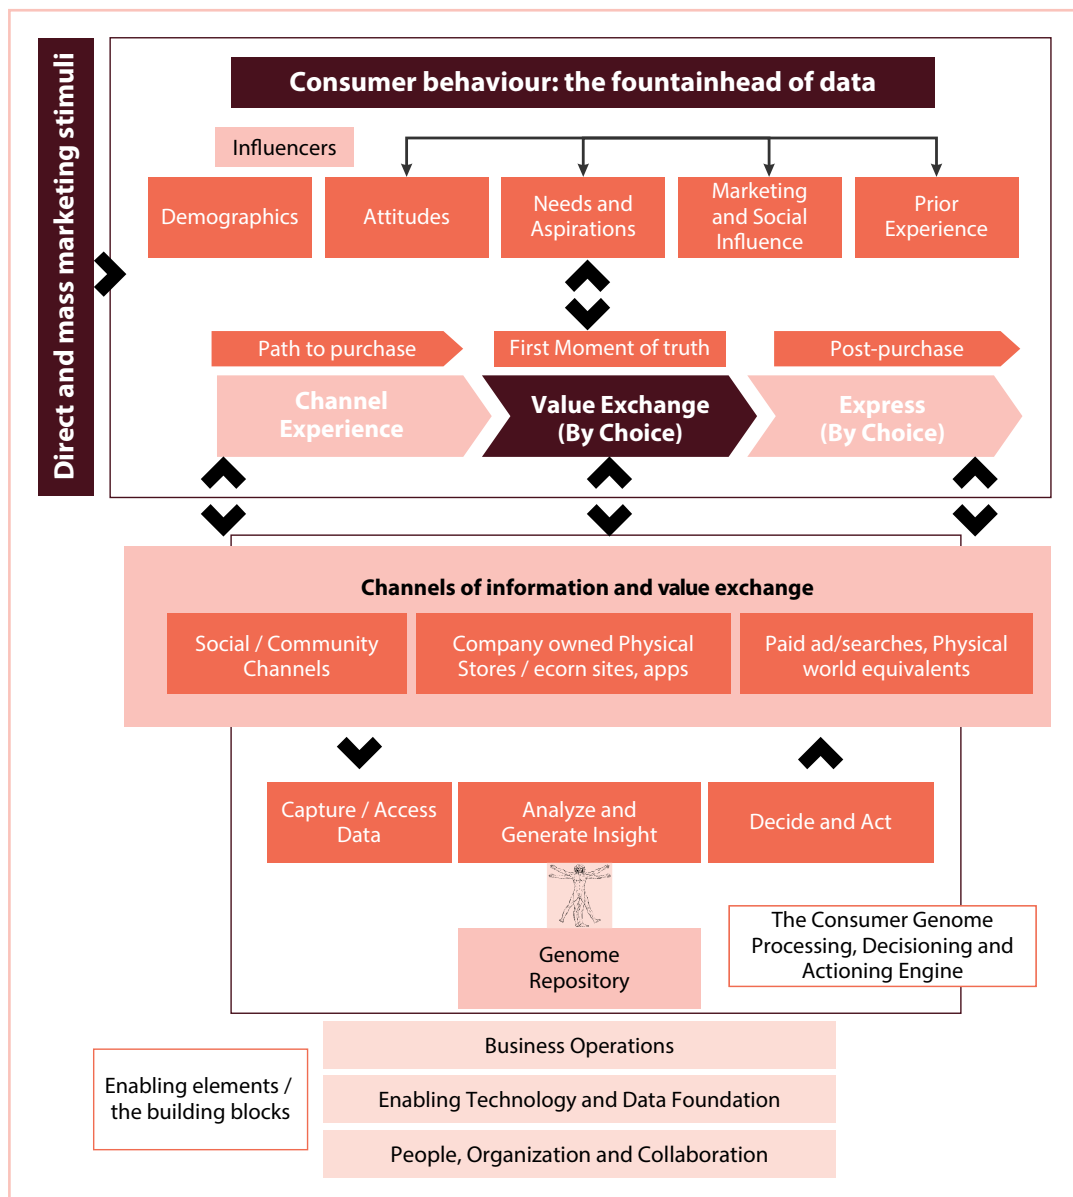 Direct and mass marketing stimuli
Consumer behaviour: the fountainhead of data
Influencers
Demographics
Attitudes
Needs and
Aspirations
Marketing
and Social
Influence
Prior
Experience
Path to purchase
First Moment of truth
Post-purchase
Channel
Experience
Value Exchange
(By Choice)
Express
(By Choice)
Channels of information and value exchange
Social / Community
Channels
Company owned Physical
Stores / ecorn sites, apps
Paid ad/searches, Physical
world equivalents
Capture / Access
Data
Analyze and
Generate Insight
Decide and Act
Genome
Repository
The Consumer Genome
Processing, Decisioning and
Actioning Engine
Enabling elements /
the building blocks
Business Operations
Enabling Technology and Data Foundation
People, Organization and Collaboration